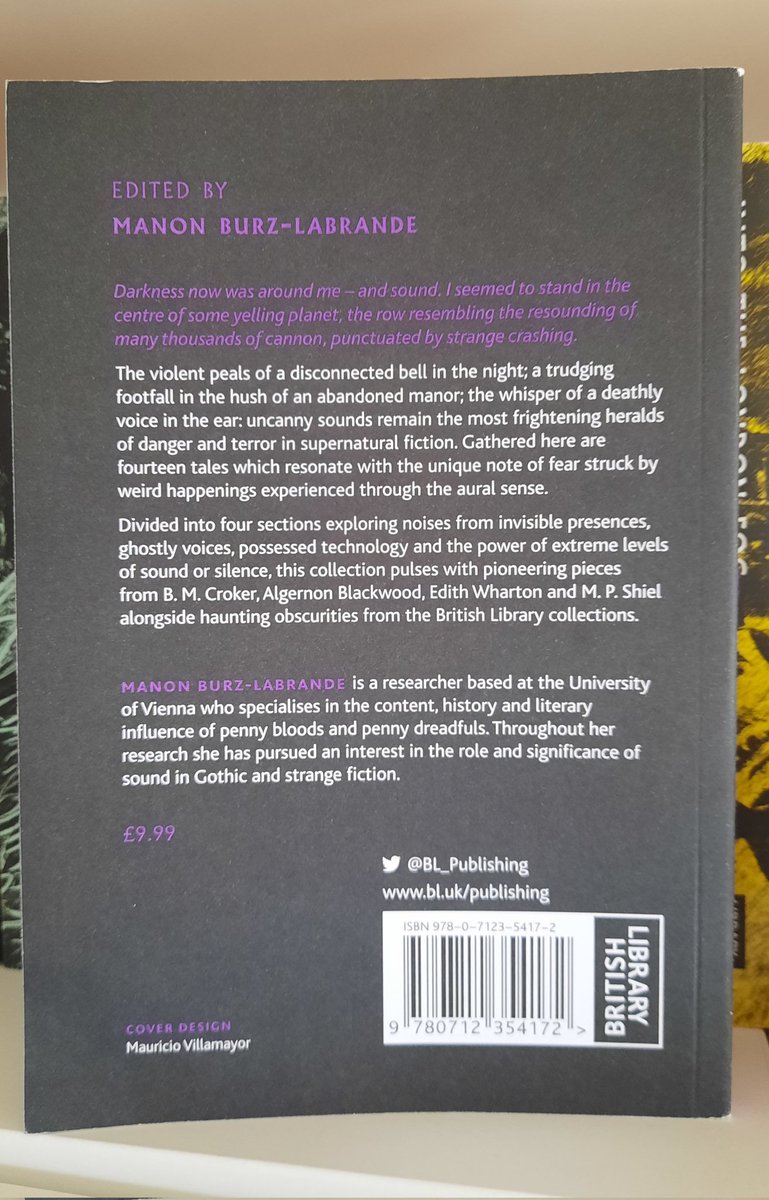 EDITED BY
MANON BURZ-LABRANDE
Darkness now was around me – and sound. I seemed to stand in the
centre of some yelling planet, the row resembling the resounding of
many thousands of cannon, punctuated by strange crashing.
The violent peals of a disconnected bell in the night; a trudging
footfall in the hush of an abandoned manor; the whisper of a deathly
voice in the ear: uncanny sounds remain the most frightening heralds
of danger and terror in supernatural fiction. Gathered here are
fourteen tales which resonate with the unique note of fear struck by
weird happenings experienced through the aural sense.
Divided into four sections exploring noises from invisible presences,
ghostly voices, possessed technology and the power of extreme levels
of sound or silence, this collection pulses with pioneering pieces
from B. M. Croker, Algernon Blackwood, Edith Wharton and M. P. Shiel
alongside haunting obscurities from the British Library collections.
MANON BURZ-LABRANDE is a researcher based at the University
of Vienna who specialises in the content, history and literary
influence of penny bloods and penny dreadfuls. Throughout her
research she has pursued an interest in the role and significance of
sound in Gothic and strange fiction.
£9.99
@BL_Publishing
www.bl.uk/publishing
ISBN 978-0-7123-5417-2
9 780712 354172 >
BRITISH
LIBRARY
COVER DESIGN
Mauricio Villamayor